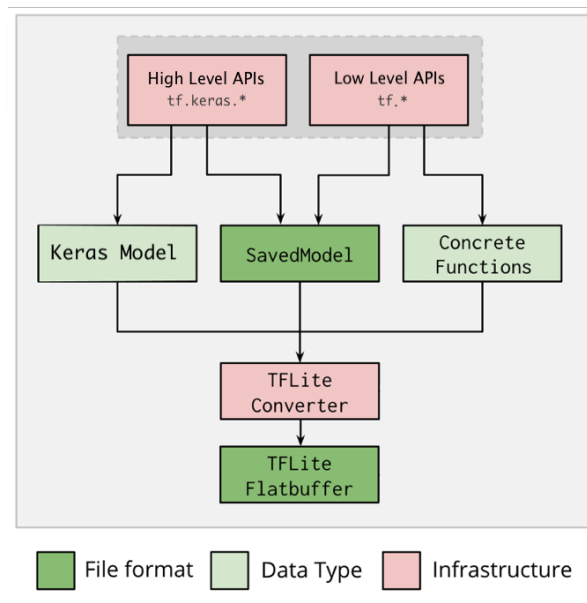 High Level APIs
tf.keras.*
Low Level APIs
tf.*
Keras Model
SavedModel
Concrete
Functions
TFLite
Converter
TFLite
Flatbuffer
File format
Data Type
Infrastructure